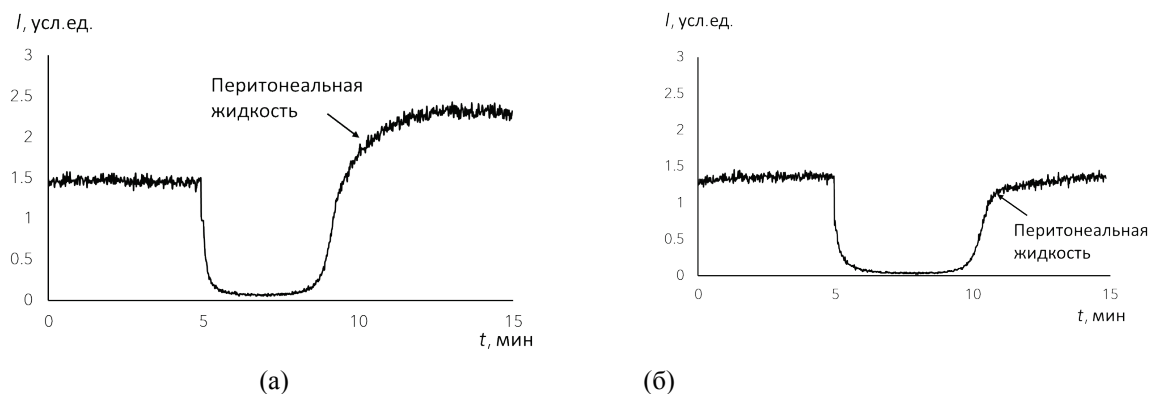 I, усл.ед.
3
2.5
2
1.5
1
0.5
0
Перитонеальная
жидкость
0
5
10
15
t, мин
(а)
I, усл.ед.
3
2.5
2
1.5
1
0.5
0
Перитонеальная
жидкость
0
5
10
15
t, мин
(б)